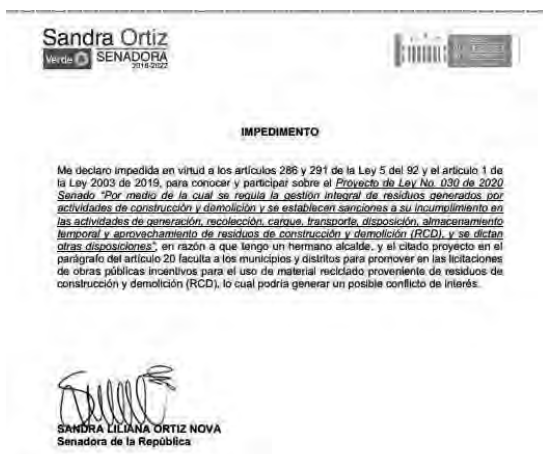 Sandra Ortiz
Verde SENADORA
2018-2022
IMPEDIMENTO
Me declaro impedida en virtud a los artículos 286 y 291 de la Ley 5 del 92 y el artículo 1 de
la Ley 2003 de 2019, para conocer y participar sobre el Proyecto de Ley No. 030 de 2020
Senado "Por medio de la cual se regula la gestión integral de residuos generados por
actividades de construcción y demolición y se establecen sanciones a su incumplimiento en
las actividades de generación, recolección, cargue, transporte, disposición, almacenamiento
temporal y aprovechamiento de residuos de construcción y demolición (RCD), y se dictan
otras disposiciones", en razón a que tengo un hermano alcalde, y el citado proyecto en el
parágrafo del artículo 20 faculta a los municipios y distritos para promover en las licitaciones
de obras públicas incentivos para el uso de material reciclado proveniente de residuos de
construcción y demolición (RCD), lo cual podría generar un posible conflicto de interés.
SANDRA LILIANA ORTIZ NOVA
Senadora de la República